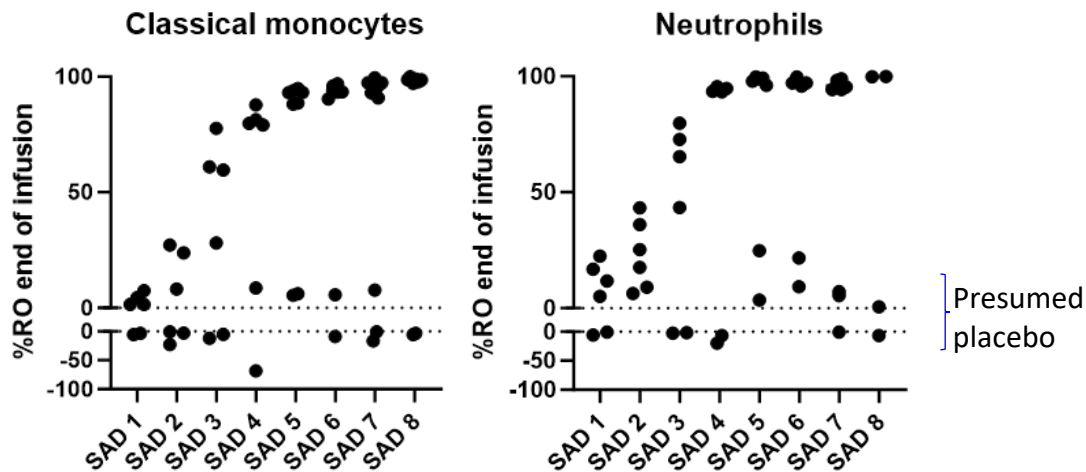 Classical monocytes
%RO end of infusion
100
50
0
0
-50
-100
SAD 1
SAD 2
SAD 3
SAD 4
SAD 5
SAD 6
SAD 7
SAD 8
Neutrophils
%RO end of infusion
100
50
0
0
-50
-100
SAD 1
SAD 2
SAD 3
SAD 4
SAD 5
SAD 6
SAD 7
SAD 8
Presumed
placebo